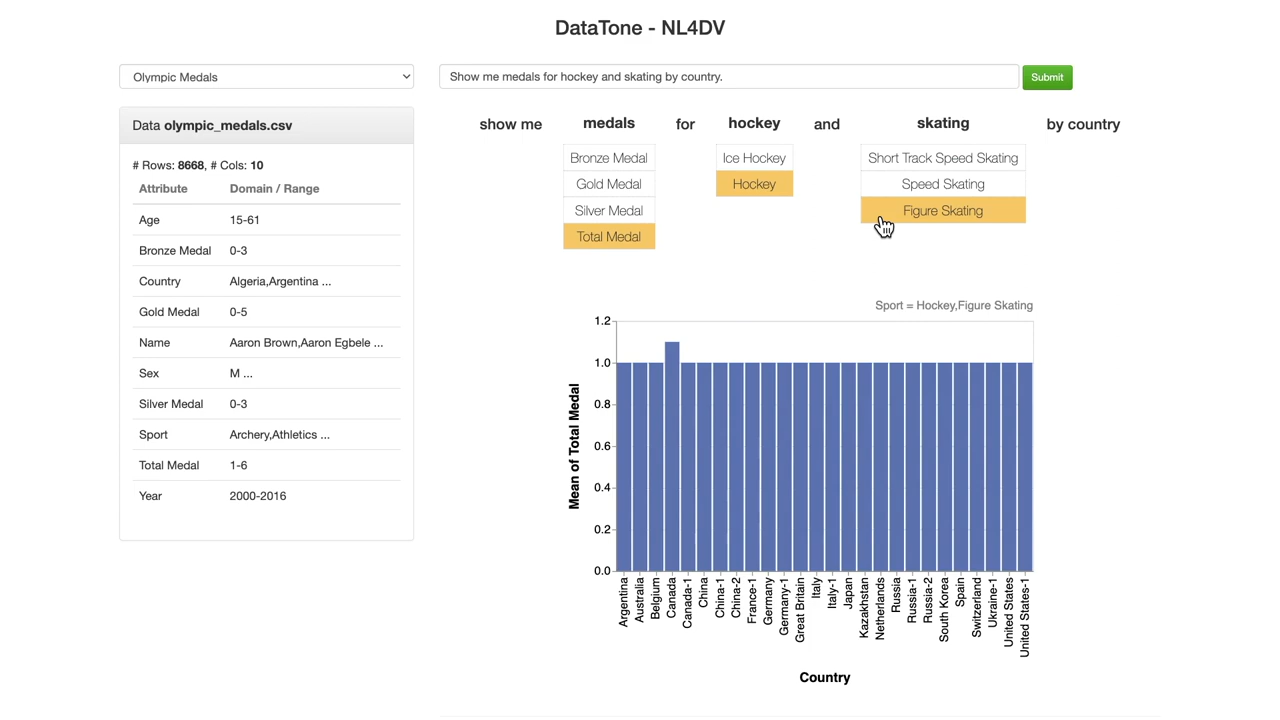 DataTone - NL4DV
Olympic Medals
Show me medals for hockey and skating by country.
Submit
Data olympic_medals.csv
# Rows: 8668, # Cols: 10
Attribute Domain / Range
Age 15-61
Bronze Medal 0-3
Country Algeria,Argentina ...
Gold Medal 0-5
Name Aaron Brown,Aaron Egbele ...
Sex M ...
Silver Medal 0-3
Sport Archery,Athletics ...
Total Medal 1-6
Year 2000-2016
show me medals for hockey and skating by country
Bronze Medal
Gold Medal
Silver Medal
Total Medal
Ice Hockey
Hockey
Short Track Speed Skating
Speed Skating
Figure Skating
Sport = Hockey,Figure Skating
Mean of Total Medal
1.2
1.0
0.8
0.6
0.4
0.2
0.0
Argentina
Australia
Belgium
Canada
Canada-1
China
China-1
China-2
France-1
Germany
Germany-1
Great Britain
Italy
Italy-1
Japan
Kazakhstan
Netherlands
Russia
Russia-1
Russia-2
South Korea
Spain
Switzerland
Ukraine-1
United States
United States-1
Country